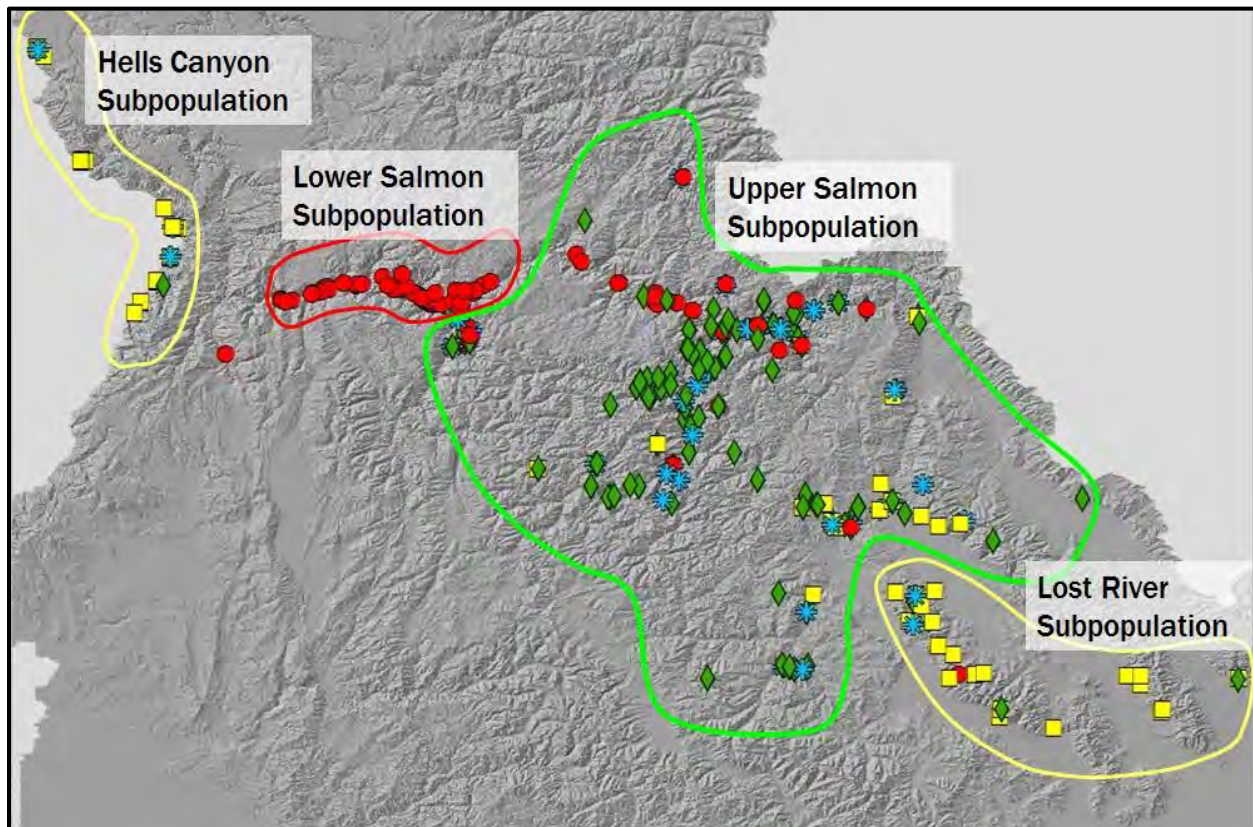 Hells Canyon
Subpopulation
Lower Salmon
Subpopulation
Upper Salmon
Subpopulation
Lost River
Subpopulation